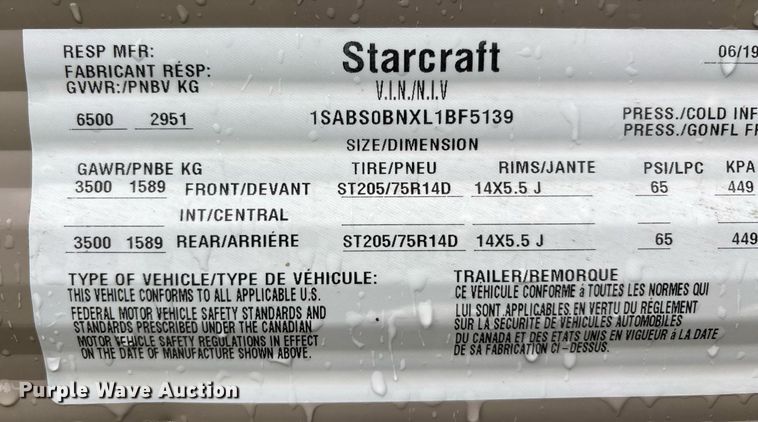 RESP MFR: Starcraft 06/19
FABRICANT RÉSP:
GVWR:/PNBV KG V.I.N./N.I.V
6500 2951 1SABS0BNXL1BF5139 PRESS./COLD INF
PRESS./GONFL FR
SIZE/DIMENSION
GAWR/PNBE KG TIRE/PNEU RIMS/JANTE PSI/LPC KPA
3500 1589 FRONT/DEVANT ST205/75R14D 14X5.5 J 65 449
INT/CENTRAL
3500 1589 REAR/ARRIÉRE ST205/75R14D 14X5.5 J 65 449
TYPE OF VEHICLE/TYPE DE VÉHICULE: TRAILER/REMORQUE
THIS VEHICLE CONFORMS TO ALL APPLICABLE U.S.
FEDERAL MOTOR VEHICLE SAFETY STANDARDS AND
STANDARDS PRESCRIBED UNDER THE CANADIAN
MOTOR VEHICLE SAFETY REGULATIONS IN EFFECT
ON THE DATE OF MANUFACTURE SHOWN ABOVE.
CE VÉHICULE CONFORME á TOUTES LES NORMES QUI
LUI SONT APPLICABLES EN VERTU DU RÉGLEMENT
SUR LA SECURITE DE VÉHICULES AUTOMOBILES
DU CANADA ET DES ETATS UNIS EN VIGUEUR á LA DATE
DE SA FABRICATION CI-DESSUS.
Purple Wave Auction